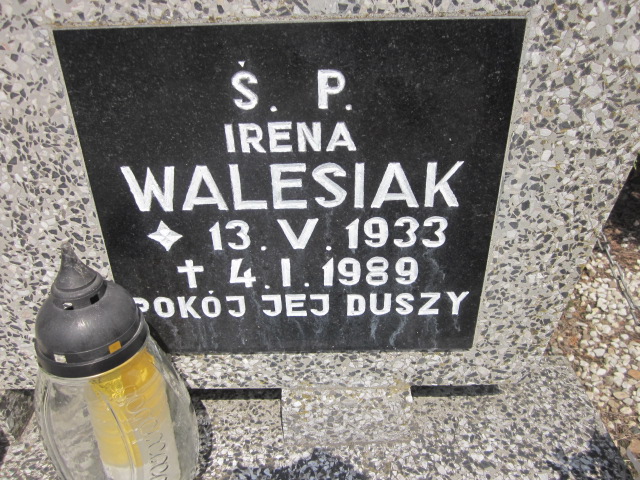 Ś. P.
IRENA
WALESIAK
✦ 13. V. 1933
✝ 4. I. 1989
POKÓJ JEJ DUSZY